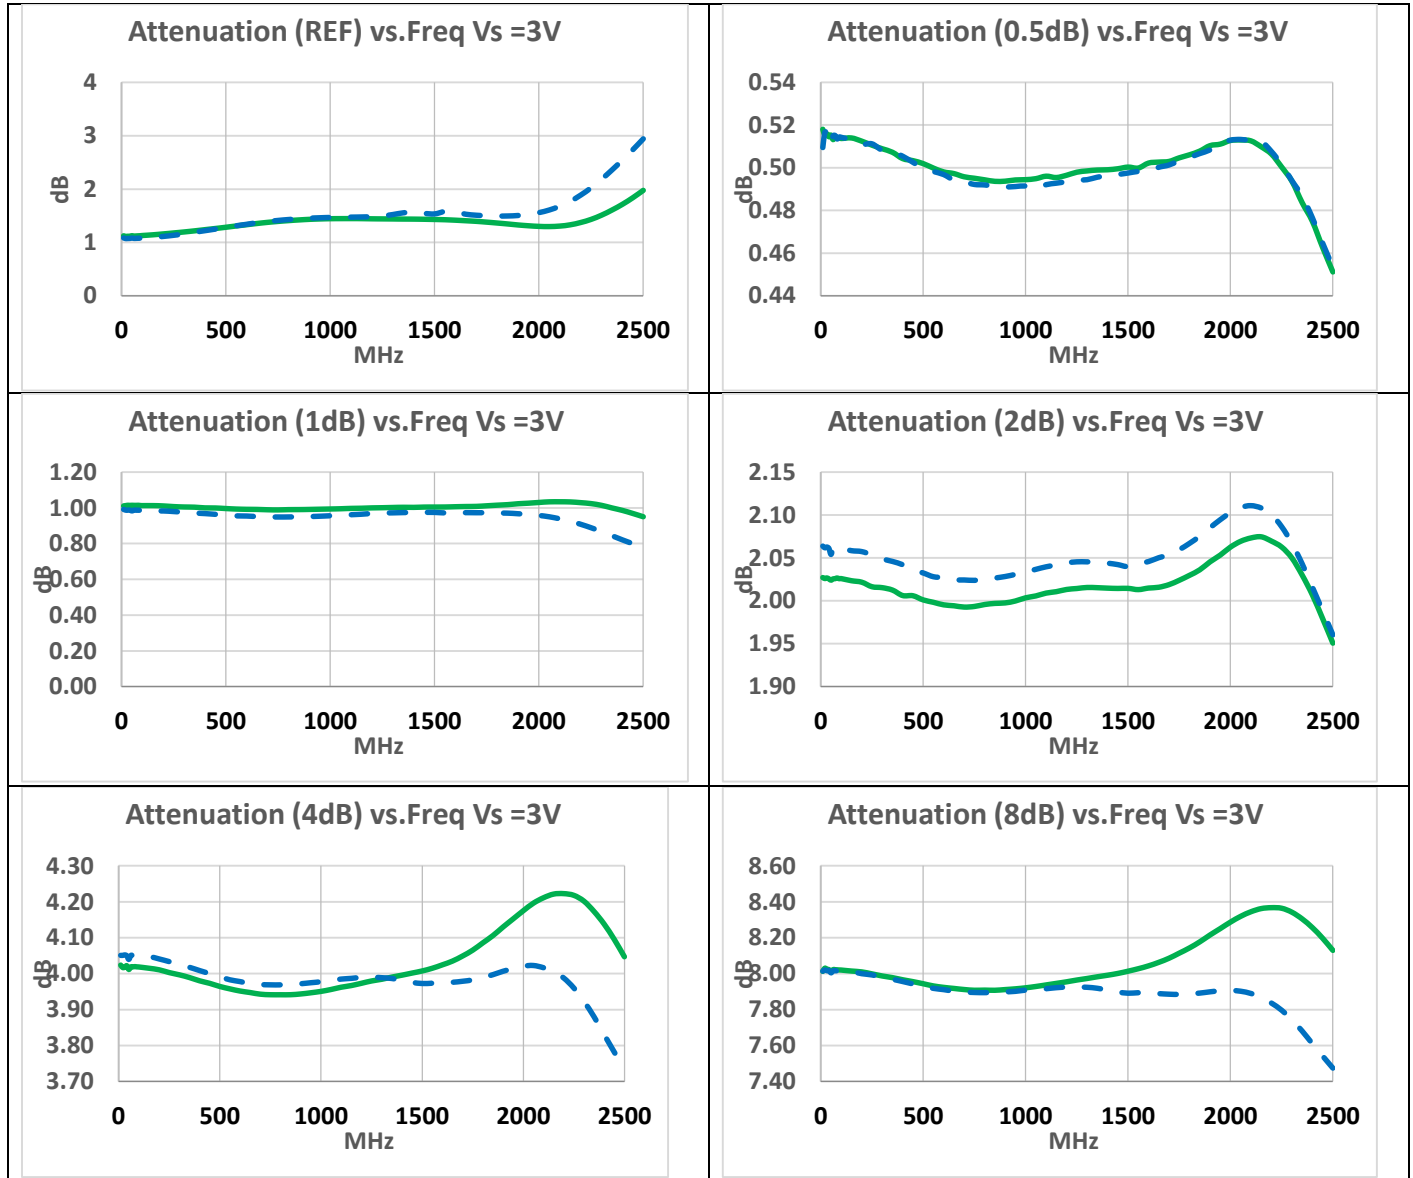 Attenuation (REF) vs.Freq Vs =3V
4
3
2
1
0
dB
0 500 1000 1500 2000 2500
MHz
Attenuation (0.5dB) vs.Freq Vs =3V
0.54
0.52
0.50
0.48
0.46
0.44
dB
0 500 1000 1500 2000 2500
MHz
Attenuation (1dB) vs.Freq Vs =3V
1.20
1.00
0.80
0.60
0.40
0.20
0.00
dB
0 500 1000 1500 2000 2500
MHz
Attenuation (2dB) vs.Freq Vs =3V
2.15
2.10
2.05
2.00
1.95
1.90
dB
0 500 1000 1500 2000 2500
MHz
Attenuation (4dB) vs.Freq Vs =3V
4.30
4.20
4.10
4.00
3.90
3.80
3.70
dB
0 500 1000 1500 2000 2500
MHz
Attenuation (8dB) vs.Freq Vs =3V
8.60
8.40
8.20
8.00
7.80
7.60
7.40
dB
0 500 1000 1500 2000 2500
MHz